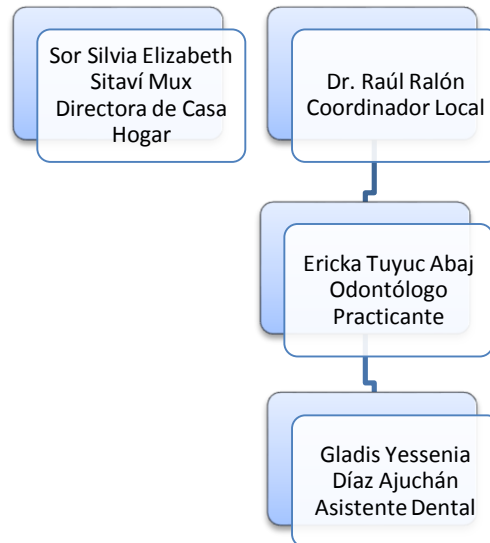 Sor Silvia Elizabeth
Sitaví Mux
Directora de Casa
Hogar
Dr. Raúl Ralón
Coordinador Local
Ericka Tuyuc Abaj
Odontólogo
Practicante
Gladis Yessenia
Díaz Ajuchán
Asistente Dental